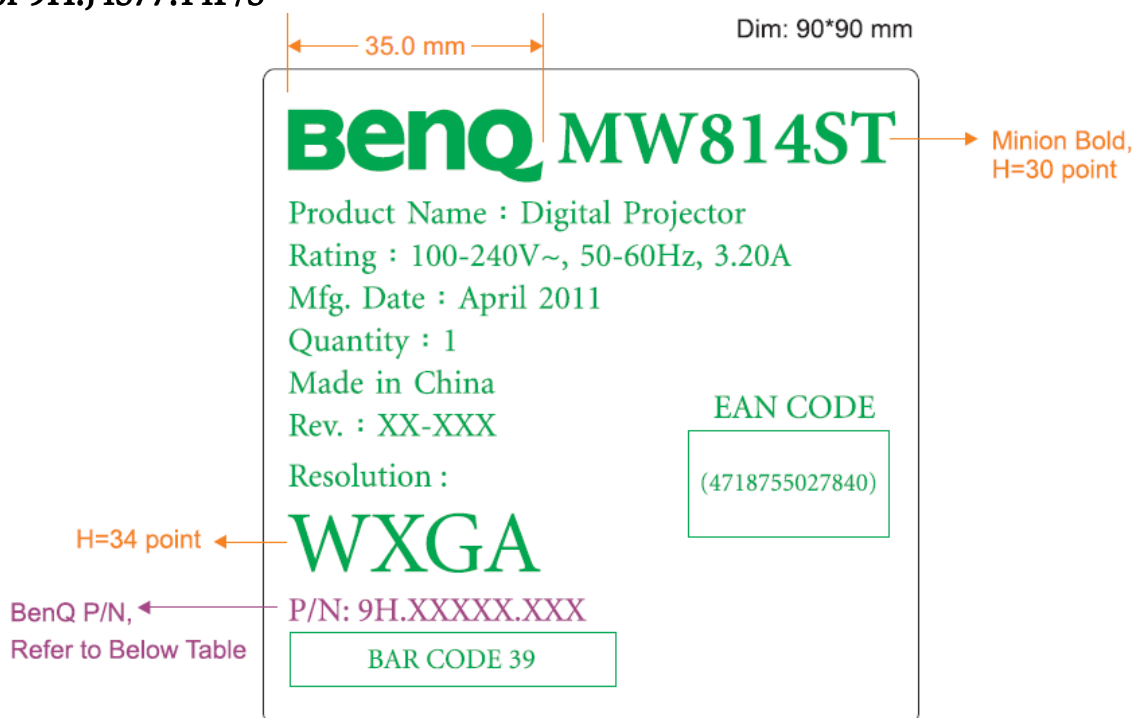 35.0 mm
Dim: 90*90 mm
BenQ MW814ST
Minion Bold,
H=30 point
Product Name : Digital Projector
Rating : 100-240V~, 50-60Hz, 3.20A
Mfg. Date : April 2011
Quantity : 1
Made in China
Rev. : XX-XXX
EAN CODE
(4718755027840)
Resolution :
H=34 point
WXGA
BenQ P/N,
Refer to Below Table
P/N: 9H.XXXXX.XXX
BAR CODE 39